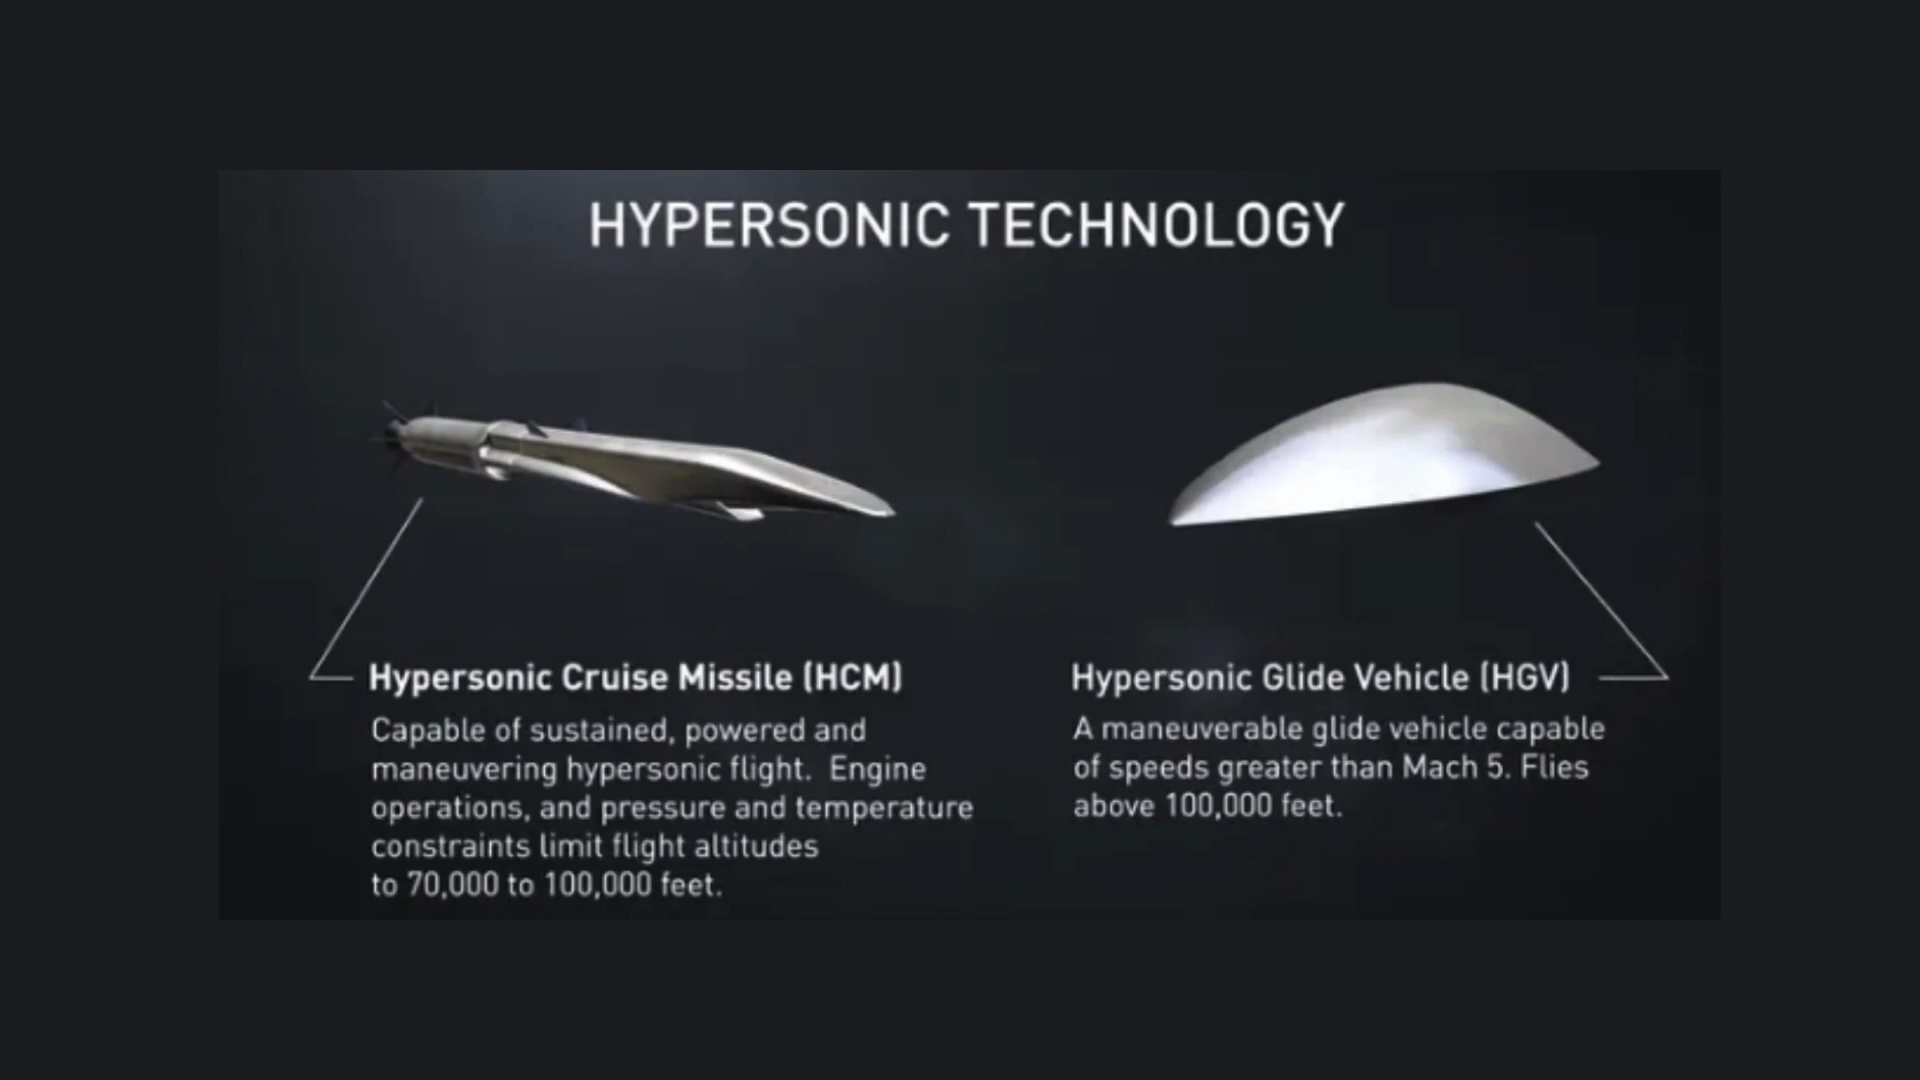 HYPERSONIC TECHNOLOGY
Hypersonic Cruise Missile (HCM)
Capable of sustained, powered and
maneuvering hypersonic flight. Engine
operations, and pressure and temperature
constraints limit flight altitudes
to 70,000 to 100,000 feet.
Hypersonic Glide Vehicle (HGV)
A maneuverable glide vehicle capable
of speeds greater than Mach 5. Flies
above 100,000 feet.